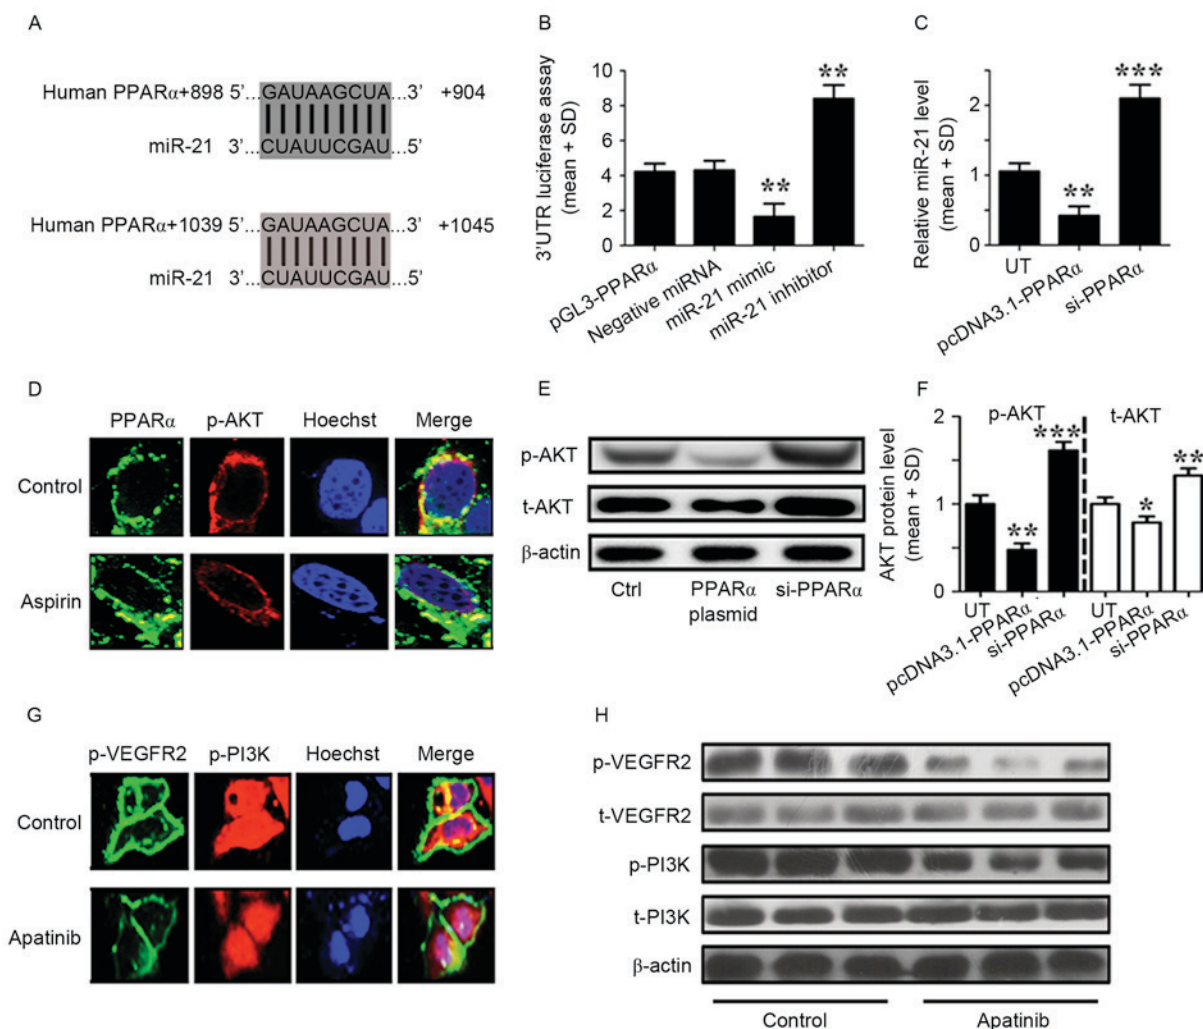 A
Human PPARα+898 5’...GAUAAGCUA...3’ +904
miR-21 3’...CUAUUCGAU...5’
Human PPARα+1039 5’...GAUAAGCUA...3’ +1045
miR-21 3’...CUAUUCGAU...5’
B
3’UTR luciferase assay
(mean + SD)
10
8
6
4
2
0
**
**
pGL3-PPARα
Negative miRNA
miR-21 mimic
miR-21 inhibitor
C
Relative miR-21 level
(mean + SD)
2
1
0
**
***
UT
pcDNA3.1-PPARα
si-PPARα
D
PPARα p-AKT Hoechst Merge
Control
Aspirin
E
p-AKT
t-AKT
β-actin
Ctrl PPARα si-PPARα
plasmid
F
AKT protein level
(mean + SD)
2
1
0
p-AKT t-AKT
**
***
*
**
UT
pcDNA3.1-PPARα
si-PPARα
UT
pcDNA3.1-PPARα
si-PPARα
G
p-VEGFR2 p-PI3K Hoechst Merge
Control
Apatinib
H
p-VEGFR2
t-VEGFR2
p-PI3K
t-PI3K
β-actin
Control Apatinib